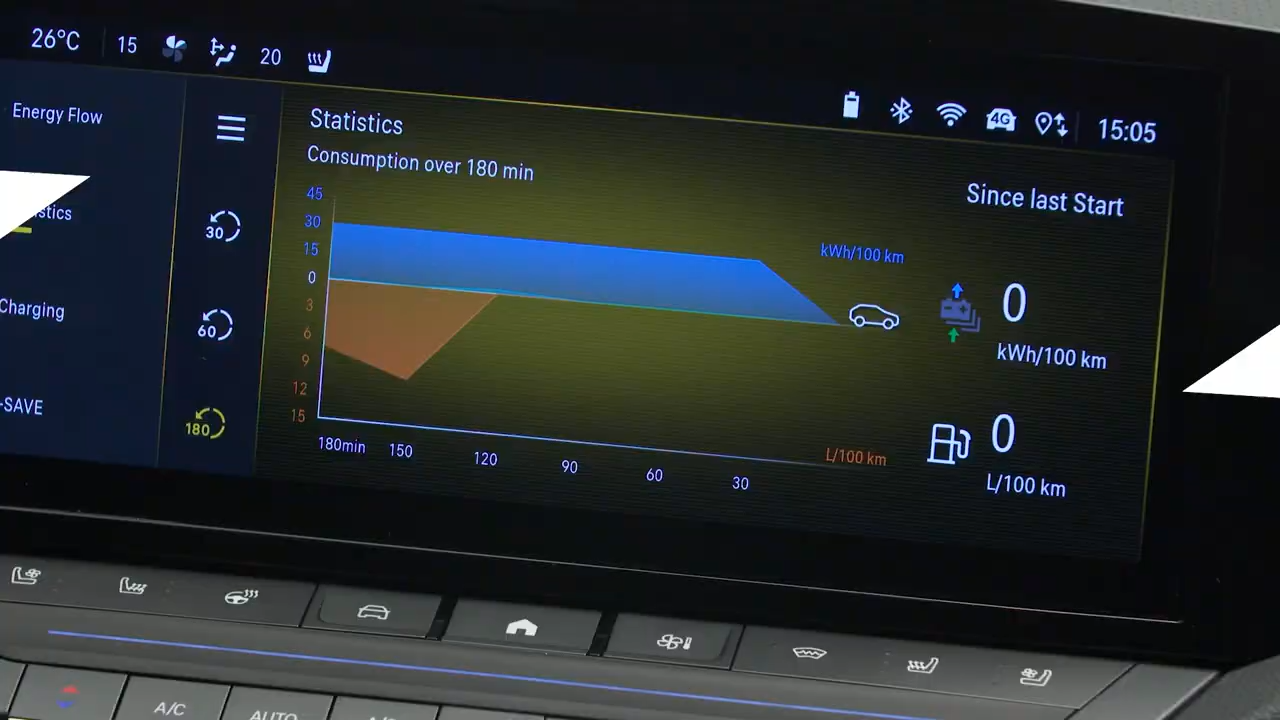 26°C 15 20
4G 15:05
Energy Flow
istics
Charging
-SAVE
30
60
180
Statistics
Consumption over 180 min
45
30
15
0
3
6
9
12
15
180min 150 120 90 60 30
kWh/100 km
L/100 km
Since last Start
0
kWh/100 km
0
L/100 km
A/C
AUTO